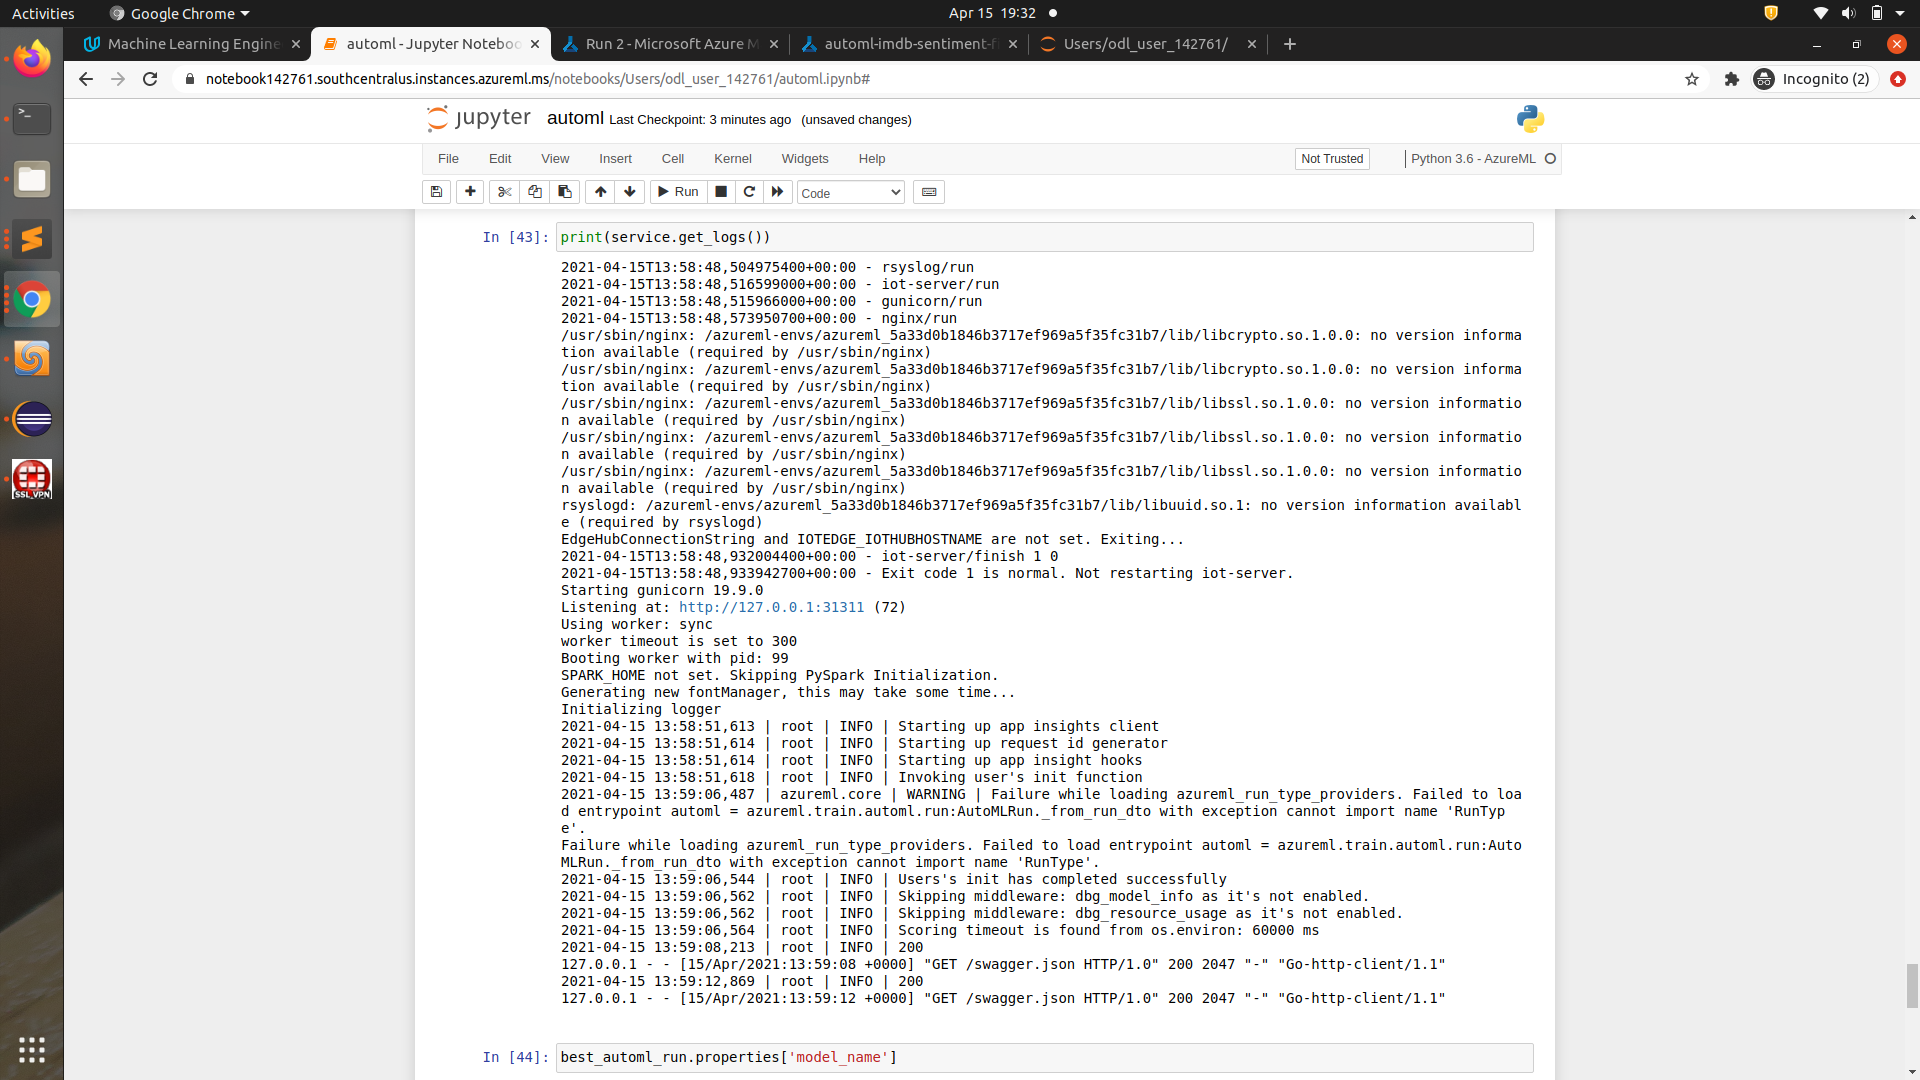 Activities Google Chrome Apr 15 19:32
Machine Learning Engine automl - Jupyter Noteboo Run 2 - Microsoft Azure M automl-imdb-sentiment-f Users/odl_user_142761/
notebook142761.southcentralus.instances.azureml.ms/notebooks/Users/odl_user_142761/automl.ipynb# Incognito (2)
jupyter automl Last Checkpoint: 3 minutes ago (unsaved changes)
File Edit View Insert Cell Kernel Widgets Help Not Trusted Python 3.6 - AzureML
Run Code
In [43]: print(service.get_logs())
2021-04-15T13:58:48,504975400+00:00 - rsyslog/run
2021-04-15T13:58:48,516599000+00:00 - iot-server/run
2021-04-15T13:58:48,515966000+00:00 - gunicorn/run
2021-04-15T13:58:48,573950700+00:00 - nginx/run
/usr/sbin/nginx: /azureml-envs/azureml_5a33d0b1846b3717ef969a5f35fc31b7/lib/libcrypto.so.1.0.0: no version informa
tion available (required by /usr/sbin/nginx)
/usr/sbin/nginx: /azureml-envs/azureml_5a33d0b1846b3717ef969a5f35fc31b7/lib/libcrypto.so.1.0.0: no version informa
tion available (required by /usr/sbin/nginx)
/usr/sbin/nginx: /azureml-envs/azureml_5a33d0b1846b3717ef969a5f35fc31b7/lib/libssl.so.1.0.0: no version informatio
n available (required by /usr/sbin/nginx)
/usr/sbin/nginx: /azureml-envs/azureml_5a33d0b1846b3717ef969a5f35fc31b7/lib/libssl.so.1.0.0: no version informatio
n available (required by /usr/sbin/nginx)
/usr/sbin/nginx: /azureml-envs/azureml_5a33d0b1846b3717ef969a5f35fc31b7/lib/libssl.so.1.0.0: no version informatio
n available (required by /usr/sbin/nginx)
rsyslogd: /azureml-envs/azureml_5a33d0b1846b3717ef969a5f35fc31b7/lib/libuuid.so.1: no version information availabl
e (required by rsyslogd)
EdgeHubConnectionString and IOTEDGE_IOTHUBHOSTNAME are not set. Exiting...
2021-04-15T13:58:48,932004400+00:00 - iot-server/finish 1 0
2021-04-15T13:58:48,933942700+00:00 - Exit code 1 is normal. Not restarting iot-server.
Starting gunicorn 19.9.0
Listening at: http://127.0.0.1:31311 (72)
Using worker: sync
worker timeout is set to 300
Booting worker with pid: 99
SPARK_HOME not set. Skipping PySpark Initialization.
Generating new fontManager, this may take some time...
Initializing logger
2021-04-15 13:58:51,613 | root | INFO | Starting up app insights client
2021-04-15 13:58:51,614 | root | INFO | Starting up request id generator
2021-04-15 13:58:51,614 | root | INFO | Starting up app insight hooks
2021-04-15 13:58:51,618 | root | INFO | Invoking user's init function
2021-04-15 13:59:06,487 | azureml.core | WARNING | Failure while loading azureml_run_type_providers. Failed to loa
d entrypoint automl = azureml.train.automl.run:AutoMLRun._from_run_dto with exception cannot import name 'RunTyp
e'.
Failure while loading azureml_run_type_providers. Failed to load entrypoint automl = azureml.train.automl.run:Auto
MLRun._from_run_dto with exception cannot import name 'RunType'.
2021-04-15 13:59:06,544 | root | INFO | Users's init has completed successfully
2021-04-15 13:59:06,562 | root | INFO | Skipping middleware: dbg_model_info as it's not enabled.
2021-04-15 13:59:06,562 | root | INFO | Skipping middleware: dbg_resource_usage as it's not enabled.
2021-04-15 13:59:06,564 | root | INFO | Scoring timeout is found from os.environ: 60000 ms
2021-04-15 13:59:08,213 | root | INFO | 200
127.0.0.1 - - [15/Apr/2021:13:59:08 +0000] "GET /swagger.json HTTP/1.0" 200 2047 "-" "Go-http-client/1.1"
2021-04-15 13:59:12,869 | root | INFO | 200
127.0.0.1 - - [15/Apr/2021:13:59:12 +0000] "GET /swagger.json HTTP/1.0" 200 2047 "-" "Go-http-client/1.1"
SSL VPN
In [44]: best_automl_run.properties['model_name']